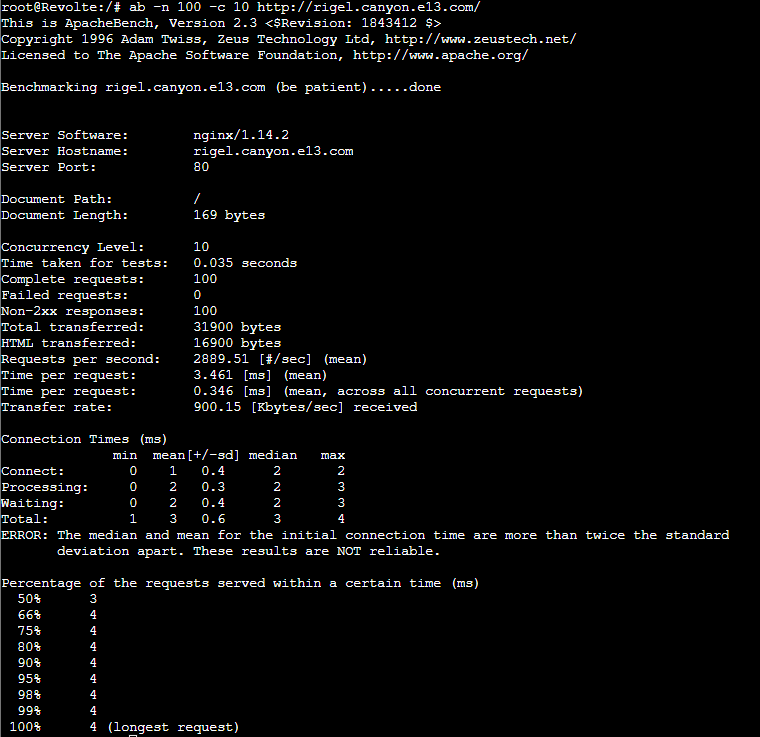 root@Revolte:/# ab -n 100 -c 10 http://rigel.canyon.e13.com/
This is ApacheBench, Version 2.3 <$Revision: 1843412 $>
Copyright 1996 Adam Twiss, Zeus Technology Ltd, http://www.zeustech.net/
Licensed to The Apache Software Foundation, http://www.apache.org/

Benchmarking rigel.canyon.e13.com (be patient).....done


Server Software:        nginx/1.14.2
Server Hostname:        rigel.canyon.e13.com
Server Port:            80

Document Path:          /
Document Length:        169 bytes

Concurrency Level:      10
Time taken for tests:   0.035 seconds
Complete requests:      100
Failed requests:        0
Non-2xx responses:      100
Total transferred:      31900 bytes
HTML transferred:       16900 bytes
Requests per second:    2889.51 [#/sec] (mean)
Time per request:       3.461 [ms] (mean)
Time per request:       0.346 [ms] (mean, across all concurrent requests)
Transfer rate:          900.15 [Kbytes/sec] received

Connection Times (ms)
              min  mean[+/-sd] median   max
Connect:        0    1   0.4      2       2
Processing:     0    2   0.3      2       3
Waiting:        0    2   0.4      2       3
Total:          1    3   0.6      3       4
ERROR: The median and mean for the initial connection time are more than twice the standard
       deviation apart. These results are NOT reliable.

Percentage of the requests served within a certain time (ms)
  50%      3
  66%      4
  75%      4
  80%      4
  90%      4
  95%      4
  98%      4
  99%      4
 100%      4 (longest request)